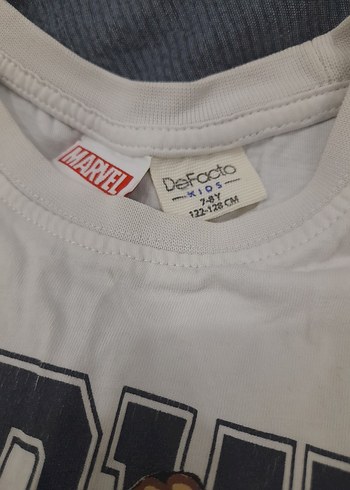 MARVEL
DeFacto
KIDS
7-8Y
122-128 CM